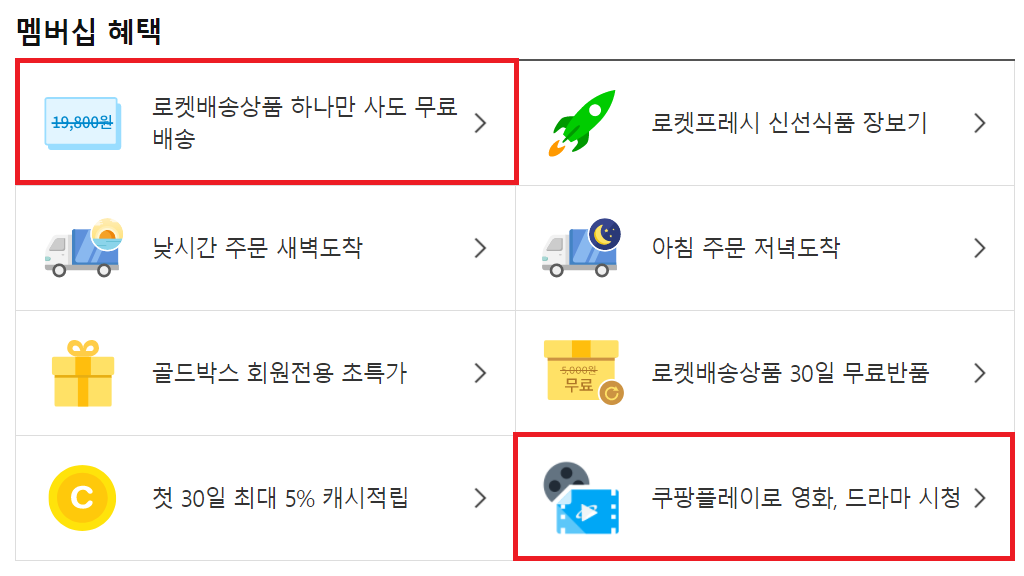 멤버십 혜택
19,800원
로켓배송상품 하나만 사도 무료
배송
로켓프레시 신선식품 장보기
낮시간 주문 새벽도착
아침 주문 저녁도착
골드박스 회원전용 초특가
5,000원
무료
로켓배송상품 30일 무료반품
C
첫 30일 최대 5% 캐시적립
쿠팡플레이로 영화, 드라마 시청